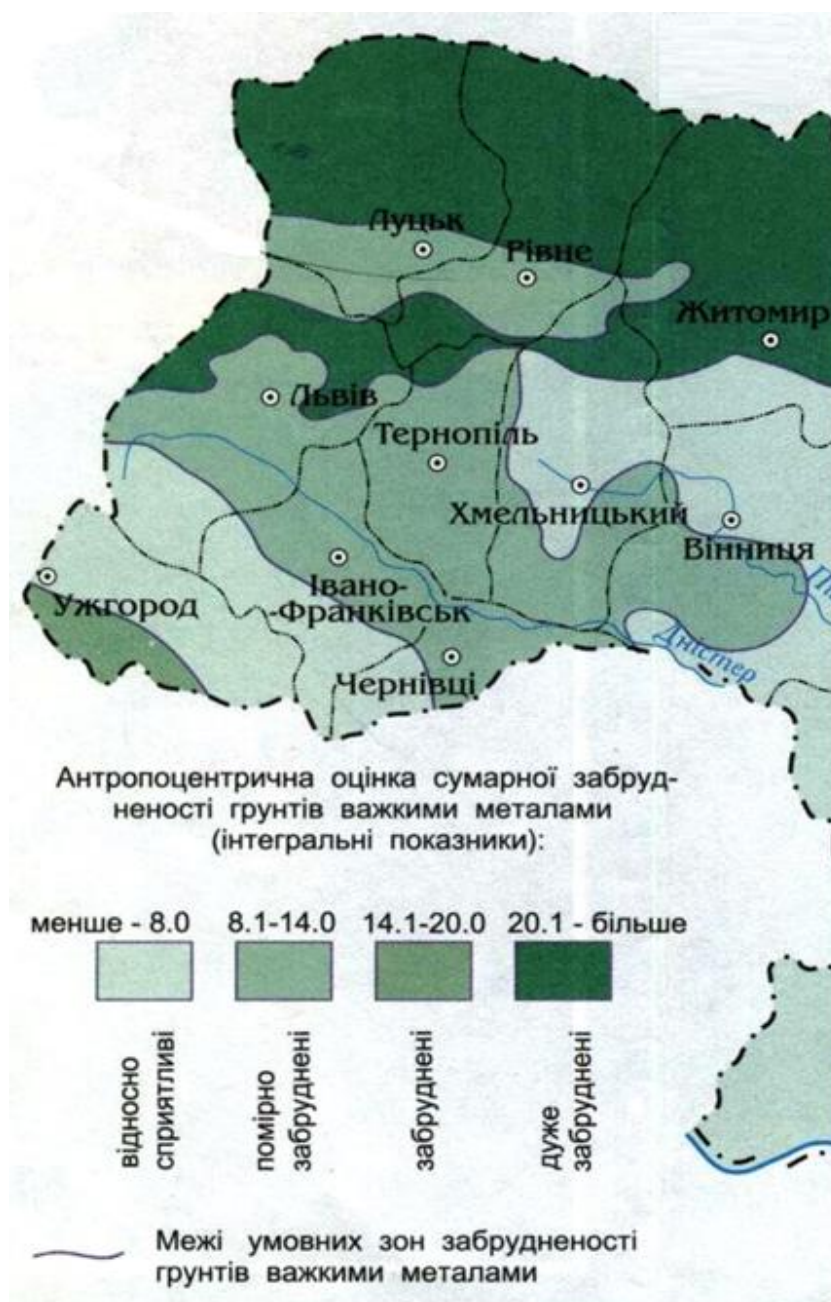 Луцьк
Рівне
Житомир
Львів
Тернопіль
Хмельницький
Вінниця
Івано-
-Франківськ
Ужгород
Дністер
Чернівці
Антропоцентрична оцінка сумарної забруд-
неності грунтів важкими металами
(інтегральні показники):
менше - 8.0 8.1-14.0 14.1-20.0 20.1 - більше
відносно
сприятливі
помірно
забруднені
забруднені
дуже
забруднені
Межі умовних зон забрудненості
грунтів важкими металами